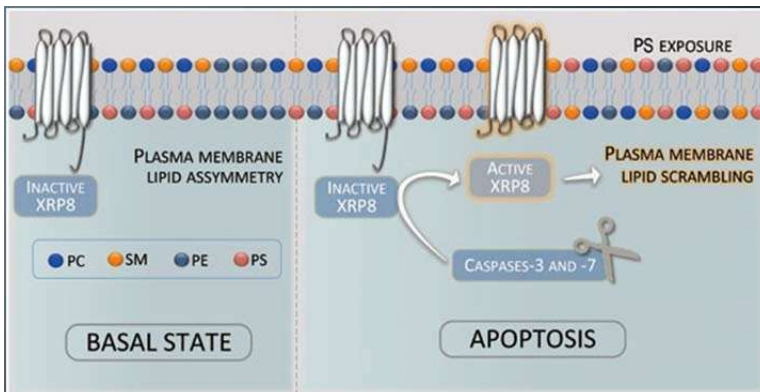 PS EXPOSURE
PLASMA MEMBRANE
LIPID ASSYMMETRY
INACTIVE
XRP8
PC SM PE PS
BASAL STATE
INACTIVE
XRP8
ACTIVE
XRP8
PLASMA MEMBRANE
LIPID SCRAMBLING
CASPASES-3 AND -7
APOPTOSIS